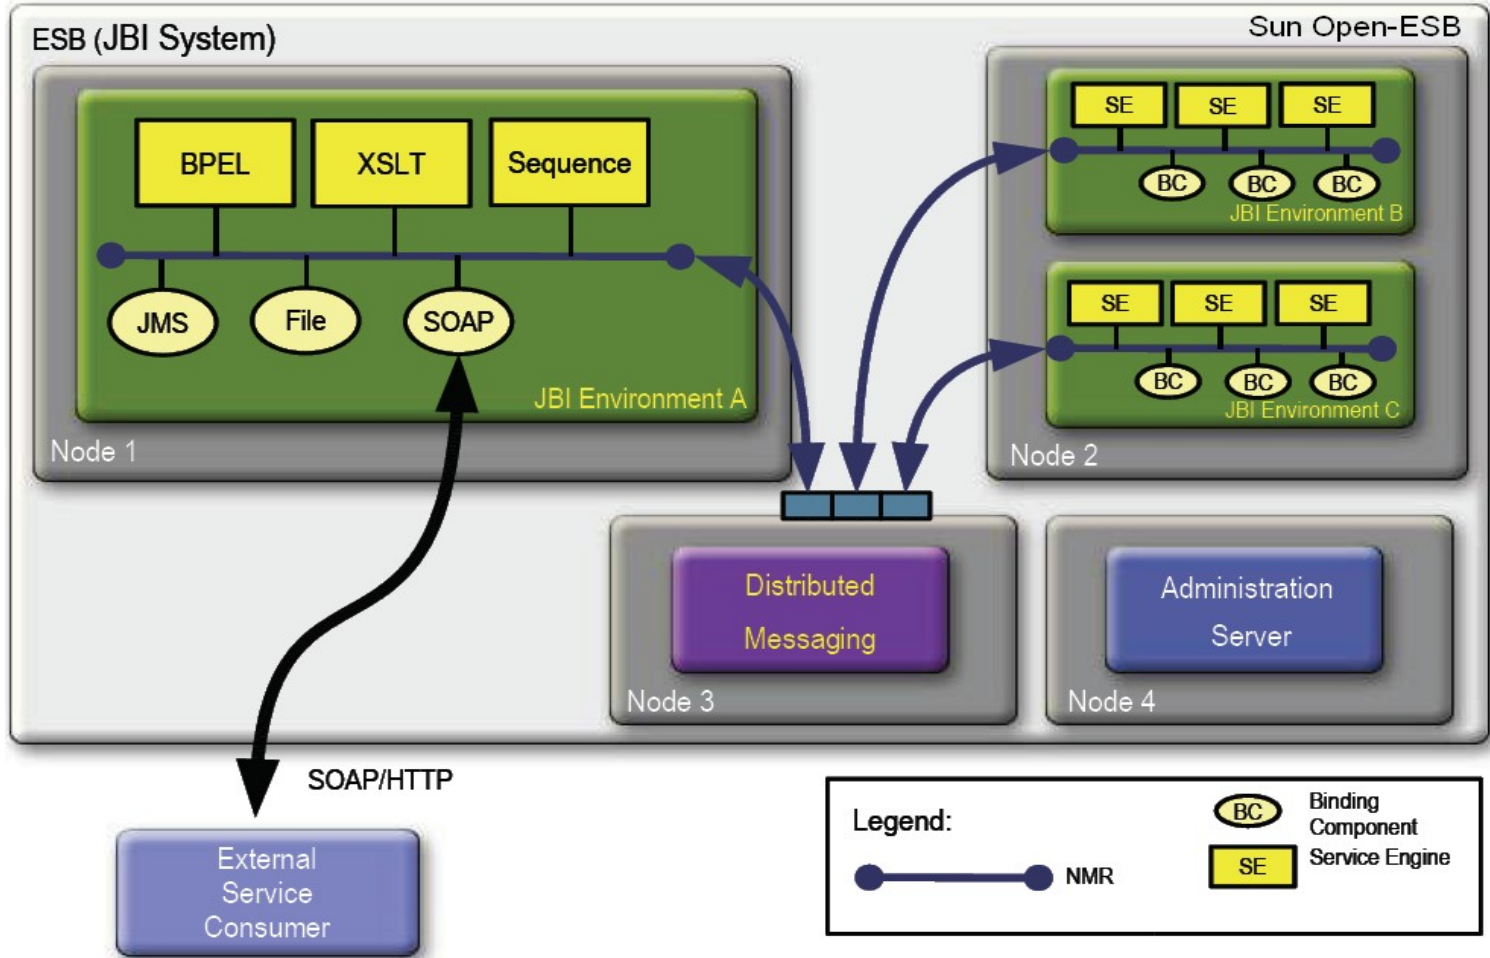 ESB (JBI System)
Sun Open-ESB
BPEL
XSLT
Sequence
JMS
File
SOAP
JBI Environment A
Node 1
SE
SE
SE
BC
BC
BC
JBI Environment B
SE
SE
SE
BC
BC
BC
JBI Environment C
Node 2
Distributed
Messaging
Node 3
Administration
Server
Node 4
SOAP/HTTP
External
Service
Consumer
Legend:
NMR
BC
Binding
Component
SE
Service Engine